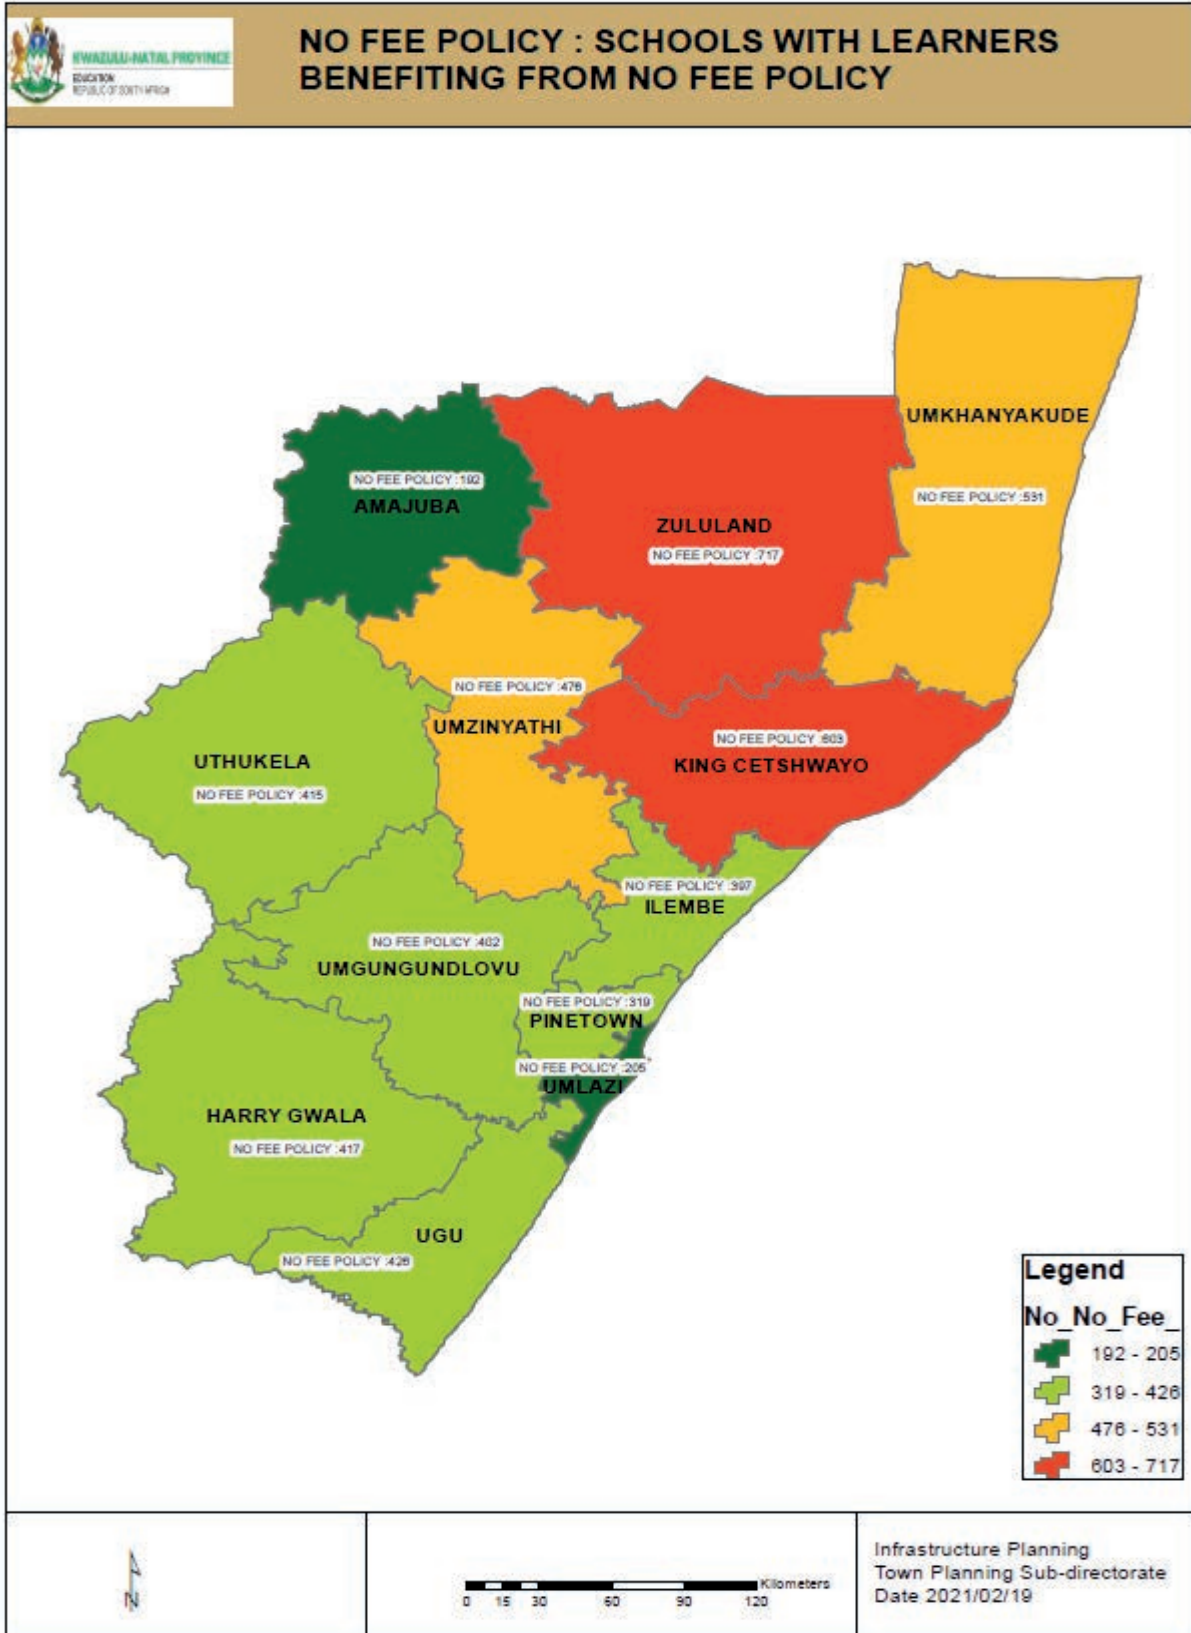 KWAZULU-NATAL PROVINCE
EDUCATION
REPUBLIC OF SOUTH AFRICA
NO FEE POLICY : SCHOOLS WITH LEARNERS
BENEFITING FROM NO FEE POLICY
UMKHANYAKUDE
NO FEE POLICY :531
NO FEE POLICY :192
AMAJUBA
ZULULAND
NO FEE POLICY :717
NO FEE POLICY :476
UMZINYATHI
NO FEE POLICY :603
KING CETSHWAYO
UTHUKELA
NO FEE POLICY :415
NO FEE POLICY :397
ILEMBE
NO FEE POLICY :402
UMGUNGUNDLOVU
NO FEE POLICY :319
PINETOWN
NO FEE POLICY :205
UMLAZI
HARRY GWALA
NO FEE POLICY :417
UGU
NO FEE POLICY :426
Legend
No_No_Fee_
192 - 205
319 - 426
476 - 531
603 - 717
N
Kilometers
0 15 30 60 90 120
Infrastructure Planning
Town Planning Sub-directorate
Date 2021/02/19